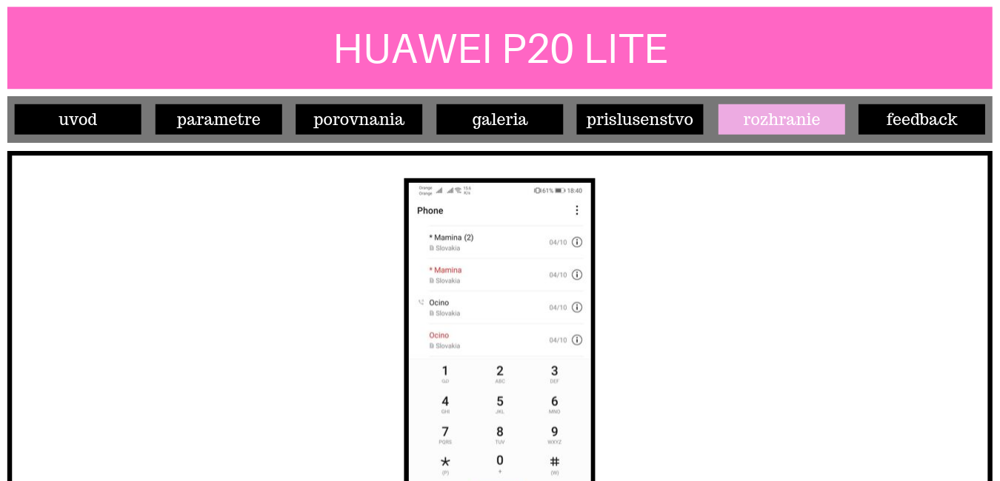 HUAWEI P20 LITE
uvod parametre porovnania galeria prislusenstvo rozhranie feedback
Orange 15.6
Orange K/s 61% 18:40
Phone
* Mamina (2) 04/10
Slovakia
* Mamina 04/10
Slovakia
Ocino 04/10
Slovakia
Ocino 04/10
Slovakia
1 2 3
ABC DEF
4 5 6
GHI JKL MNO
7 8 9
PQRS TUV WXYZ
* 0 #
(P) + (W)